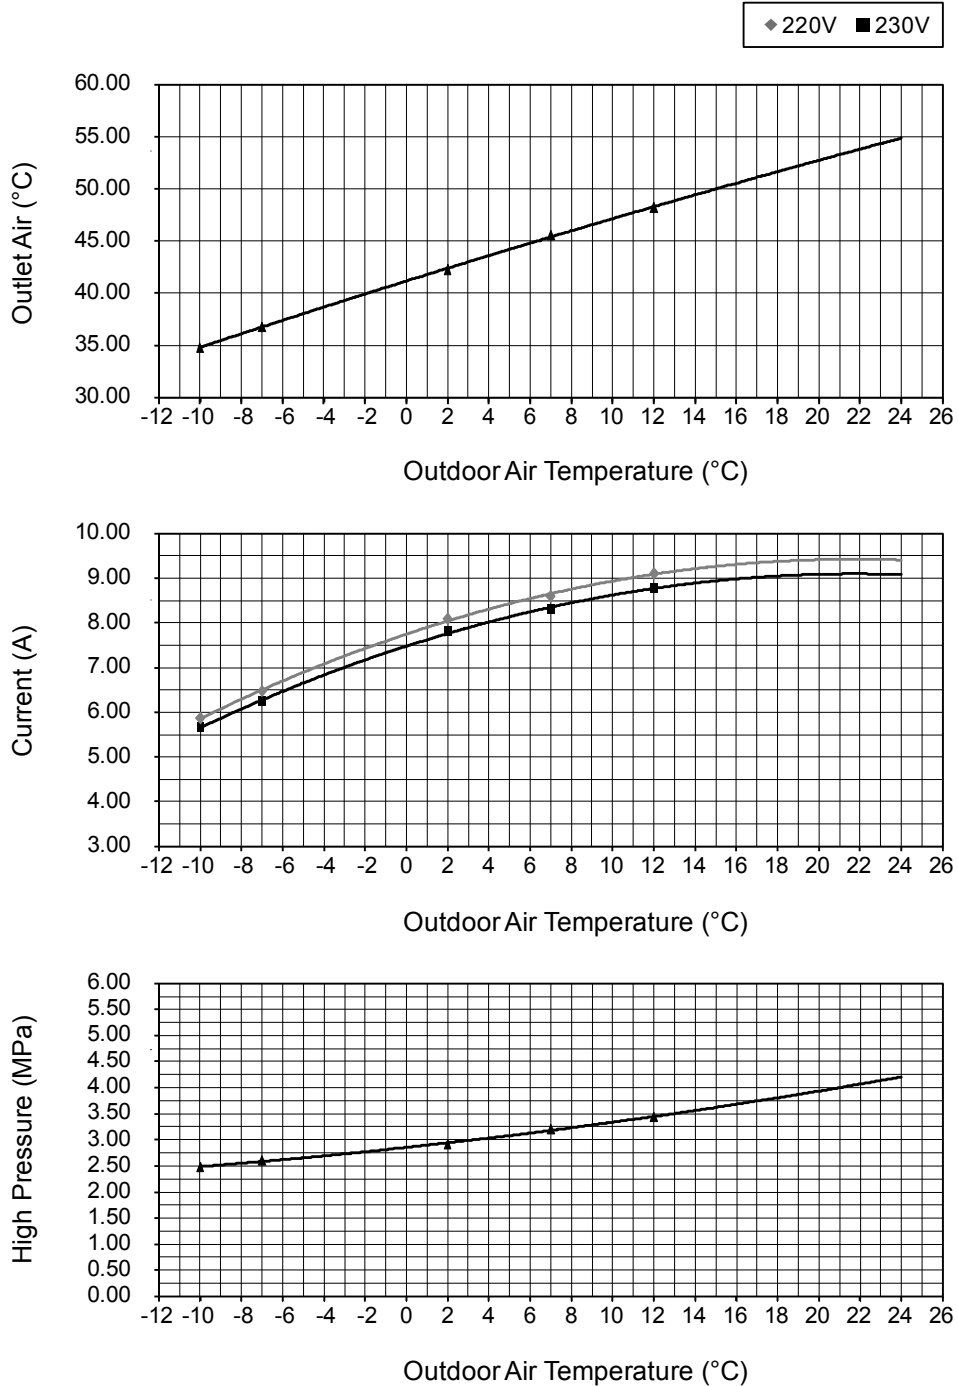 220V 230V
60.00
55.00
50.00
45.00
40.00
35.00
30.00
Outlet Air (°C)
-12 -10 -8 -6 -4 -2 0 2 4 6 8 10 12 14 16 18 20 22 24 26
Outdoor Air Temperature (°C)
10.00
9.00
8.00
7.00
6.00
5.00
4.00
3.00
Current (A)
-12 -10 -8 -6 -4 -2 0 2 4 6 8 10 12 14 16 18 20 22 24 26
Outdoor Air Temperature (°C)
6.00
5.50
5.00
4.50
4.00
3.50
3.00
2.50
2.00
1.50
1.00
0.50
0.00
High Pressure (MPa)
-12 -10 -8 -6 -4 -2 0 2 4 6 8 10 12 14 16 18 20 22 24 26
Outdoor Air Temperature (°C)